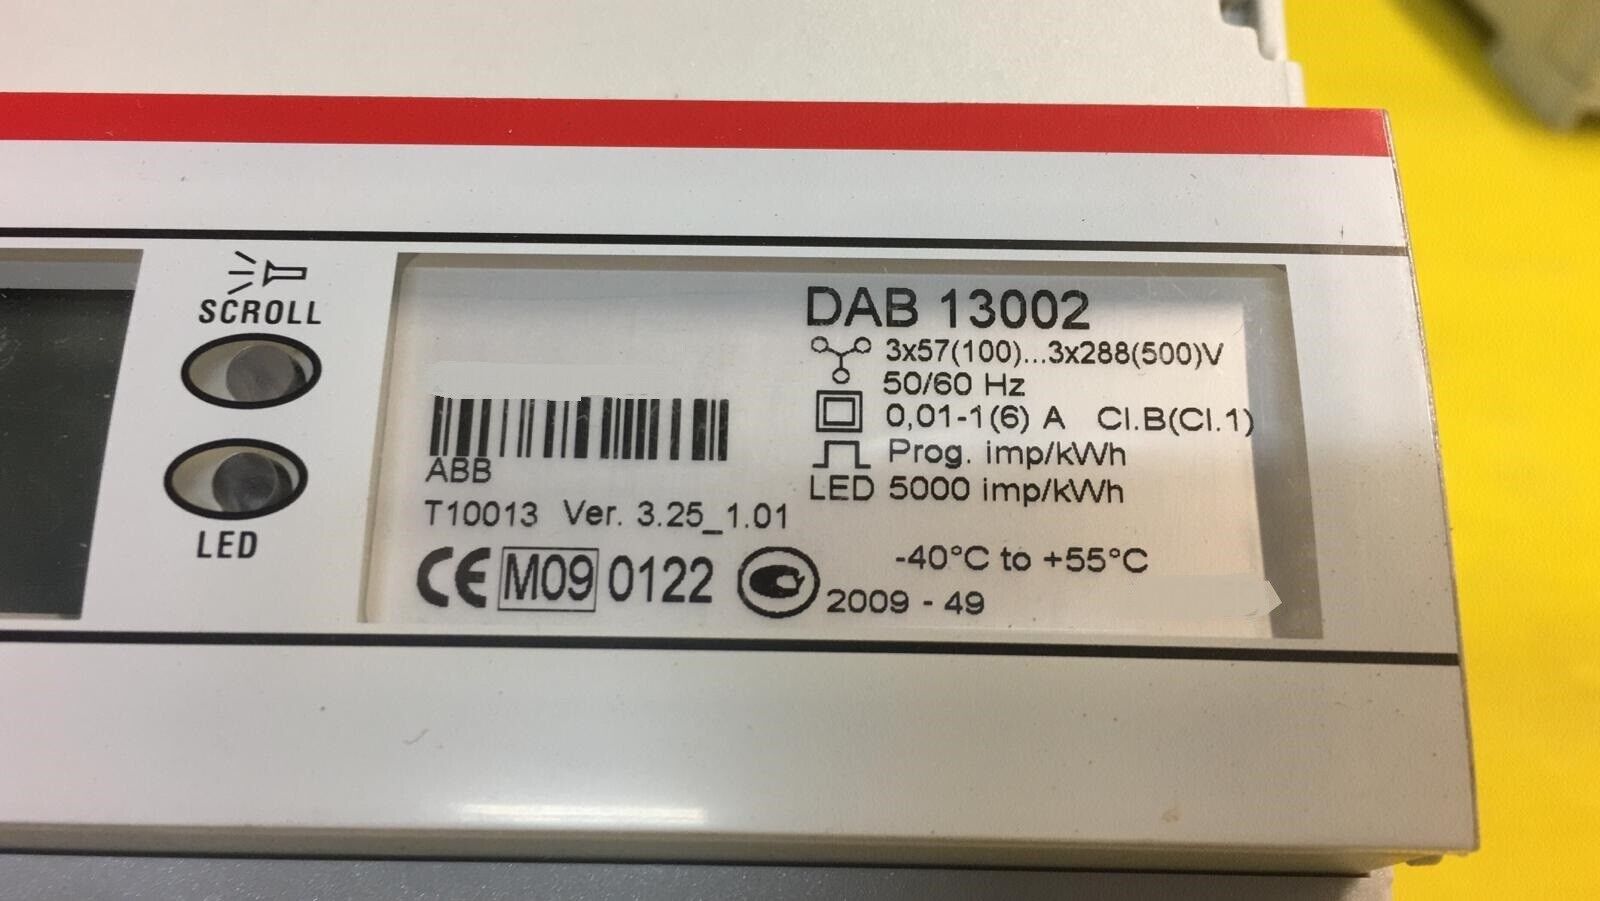 SCROLL
LED
ABB
T10013 Ver. 3.25_1.01
CE M09 0122
DAB 13002
3x57(100)...3x288(500)V
50/60 Hz
0,01-1(6) A Cl.B(Cl.1)
Prog. imp/kWh
LED 5000 imp/kWh
-40°C to +55°C
2009 - 49